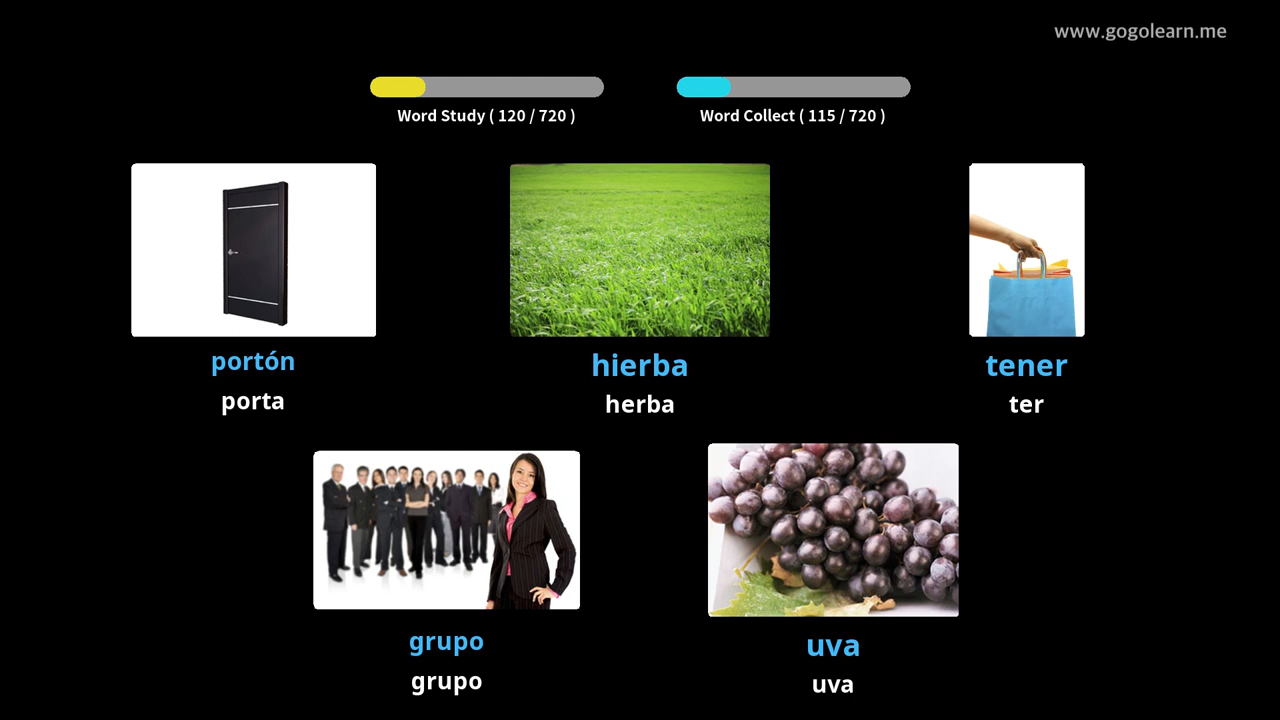 www.gogolearn.me
Word Study ( 120 / 720 )
Word Collect ( 115 / 720 )
portón
porta
hierba
herba
tener
ter
grupo
grupo
uva
uva